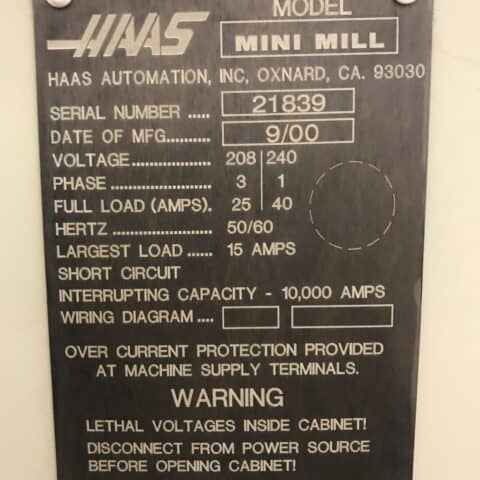 MODEL
HAAS MINI MILL
HAAS AUTOMATION, INC, OXNARD, CA. 93030
SERIAL NUMBER ..... 21839
DATE OF MFG.......... 9/00
VOLTAGE............... 208 240
PHASE.................... 3 1
FULL LOAD (AMPS). 25 40
HERTZ ................... 50/60
LARGEST LOAD ...... 15 AMPS
SHORT CIRCUIT
INTERRUPTING CAPACITY - 10,000 AMPS
WIRING DIAGRAM ....
OVER CURRENT PROTECTION PROVIDED
AT MACHINE SUPPLY TERMINALS.
WARNING
LETHAL VOLTAGES INSIDE CABINET!
DISCONNECT FROM POWER SOURCE
BEFORE OPENING CABINET!